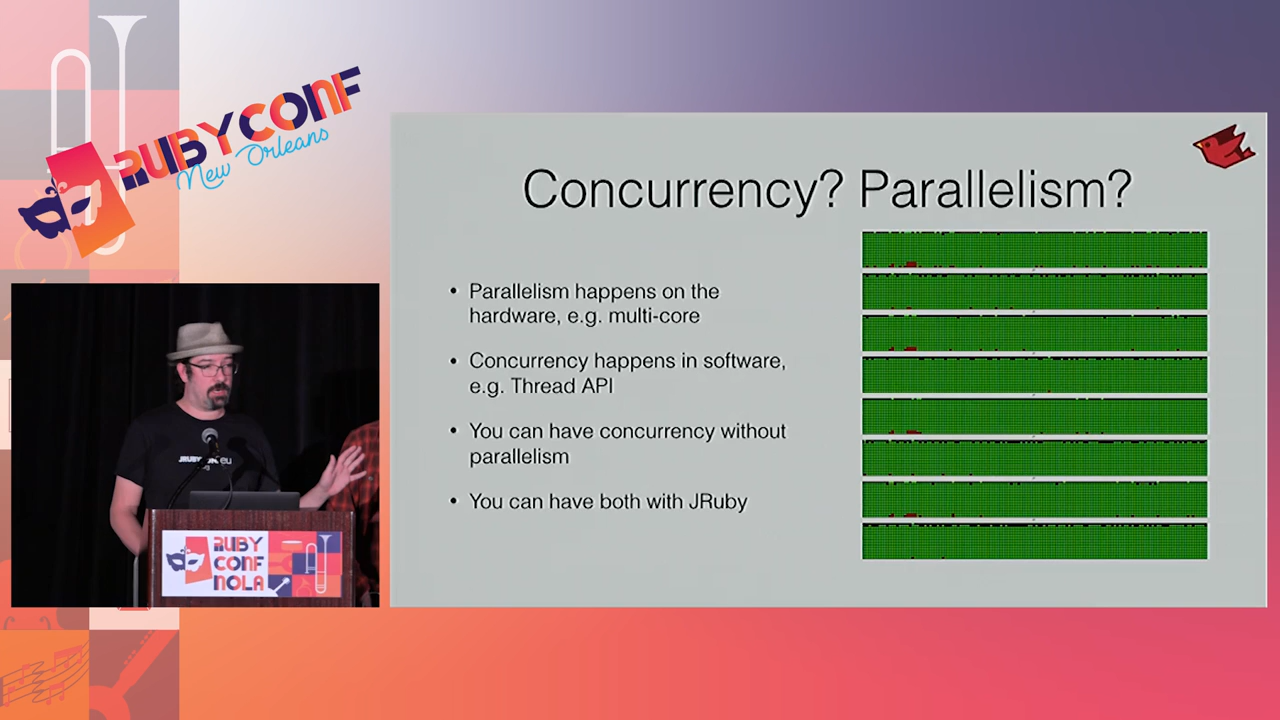 RUBYCONF
New Orleans
Concurrency? Parallelism?
• Parallelism happens on the
hardware, e.g. multi-core
• Concurrency happens in software,
e.g. Thread API
• You can have concurrency without
parallelism
• You can have both with JRuby
RUBY
CONF
NOLA